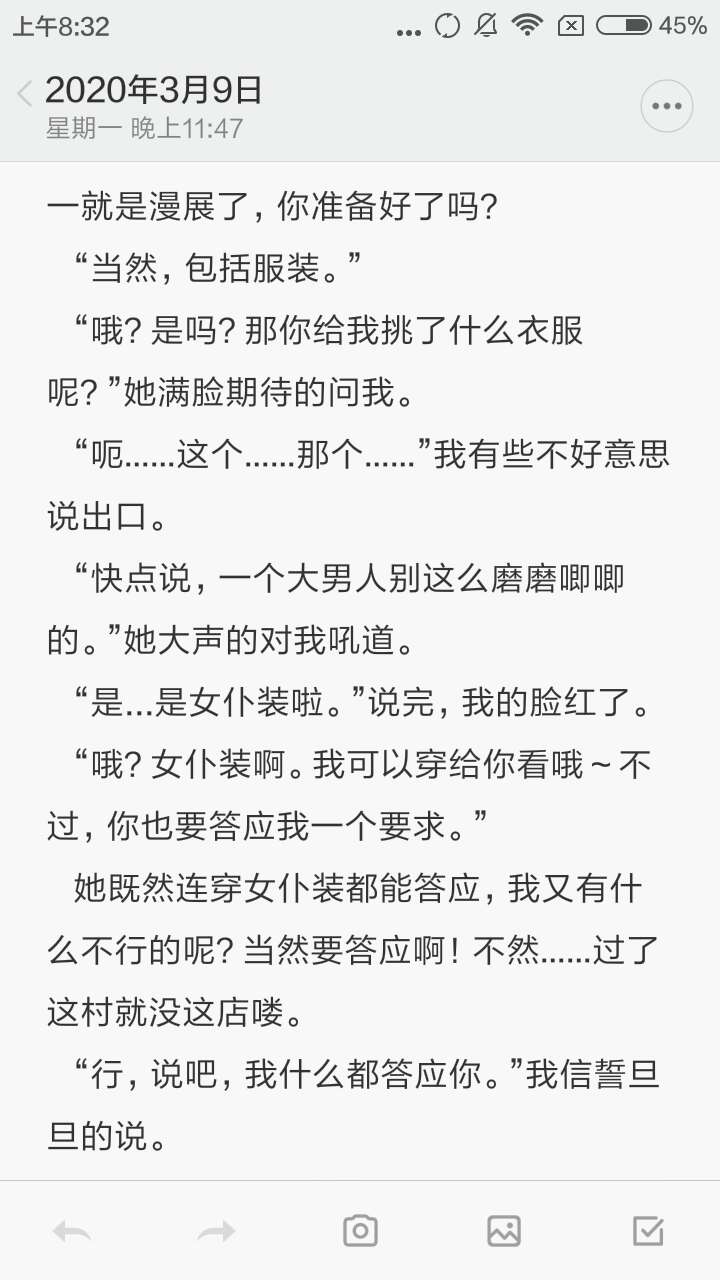 上午8:32
45%
2020年3月9日
星期一 晚上11:47
一就是漫展了，你准备好了吗？
“当然，包括服装。”
“哦？是吗？那你给我挑了什么衣服
呢？”她满脸期待的问我。
“呃……这个……那个……”我有些不好意思
说出口。
“快点说，一个大男人别这么磨磨唧唧
的。”她大声的对我吼道。
“是...是女仆装啦。”说完，我的脸红了。
“哦？女仆装啊。我可以穿给你看哦～不
过，你也要答应我一个要求。”
她既然连穿女仆装都能答应，我又有什
么不行的呢？当然要答应啊！不然……过了
这村就没这店喽。
“行，说吧，我什么都答应你。”我信誓旦
旦的说。